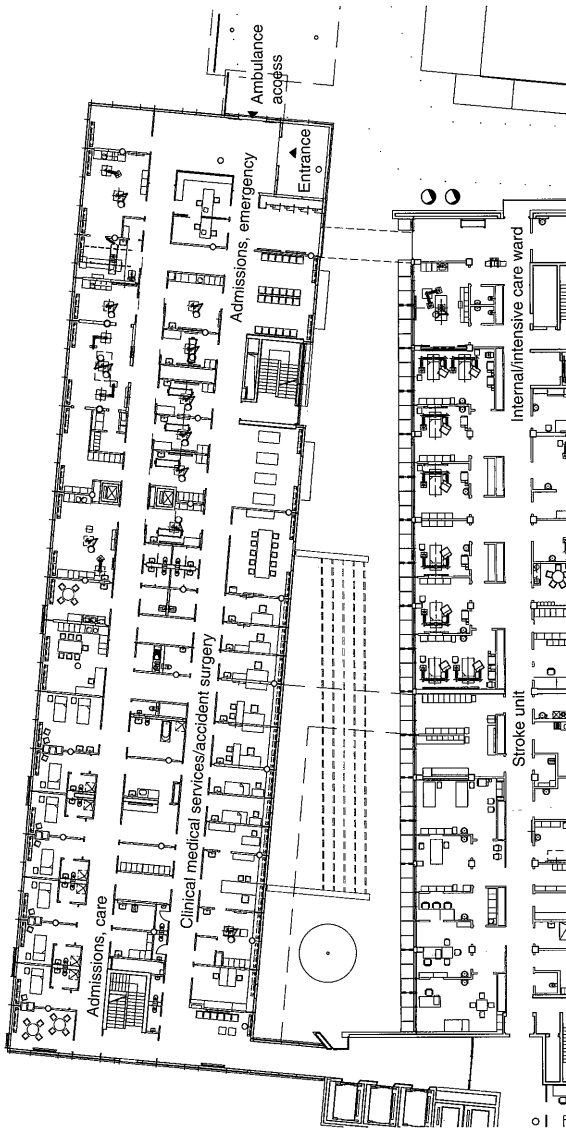 Ambulance
access
Entrance
Admissions, emergency
Internal/intensive care ward
Clinical medical services/accident surgery
Stroke unit
Admissions, care